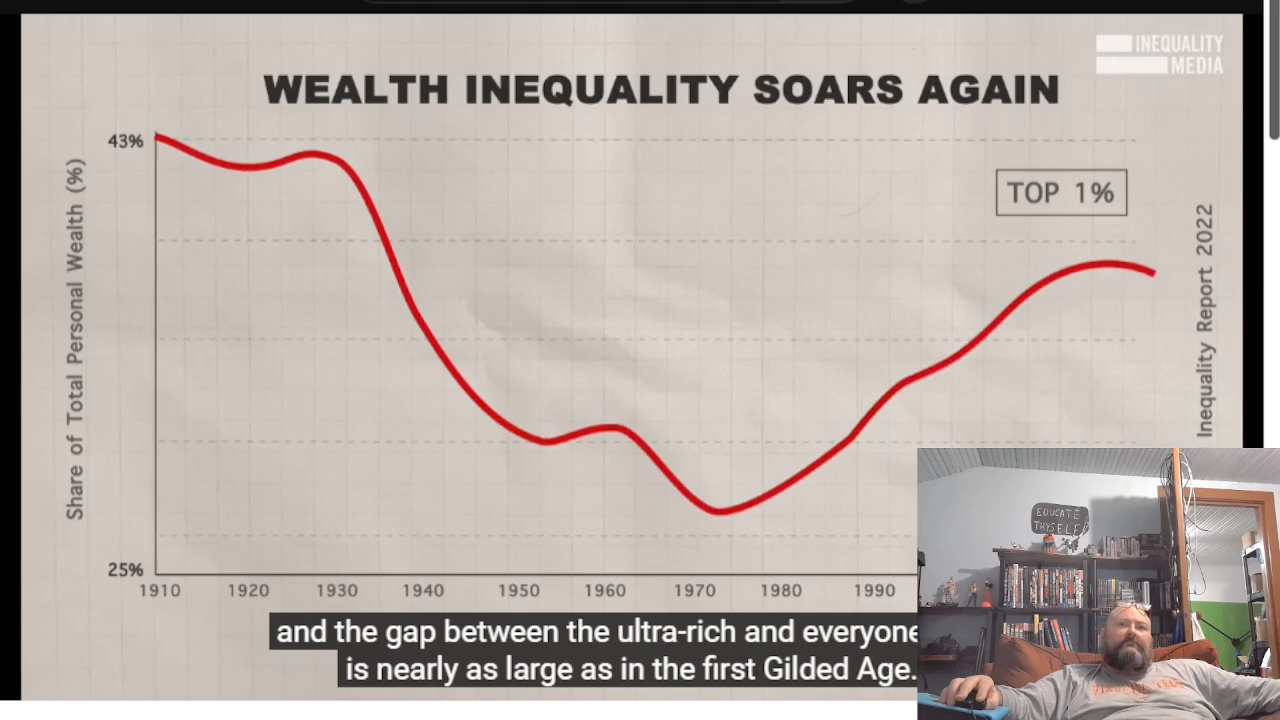 INEQUALITY
MEDIA
WEALTH INEQUALITY SOARS AGAIN
43%
TOP 1%
Share of Total Personal Wealth (%)
Inequality Report 2022
25%
1910 1920 1930 1940 1950 1960 1970 1980 1990
and the gap between the ultra-rich and everyone
is nearly as large as in the first Gilded Age.
EDUCATE
THYSELF